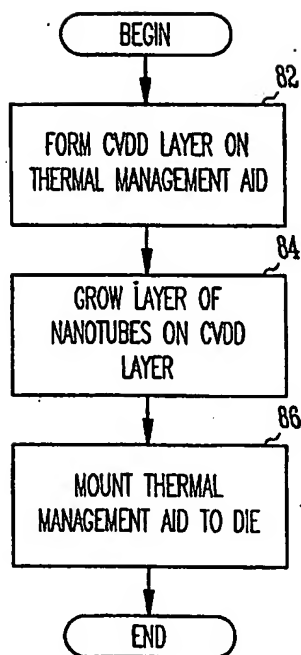 BEGIN
82
FORM CVDD LAYER ON
THERMAL MANAGEMENT AID
84
GROW LAYER OF
NANOTUBES ON CVDD
LAYER
86
MOUNT THERMAL
MANAGEMENT AID TO DIE
END